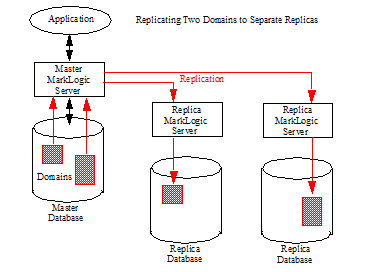 Application
Replicating Two Domains to Separate Replicas
Master
MarkLogic
Server
Replication
Replica
MarkLogic
Server
Replica
MarkLogic
Server
Domains
Master
Database
Replica
Database
Replica
Database